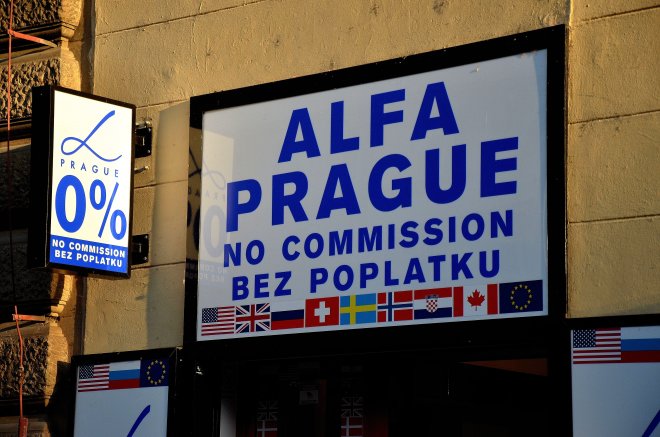 PRAGUE
0%
NO COMMISSION
BEZ POPLATKU
ALFA
PRAGUE
NO COMMISSION
BEZ POPLATKU